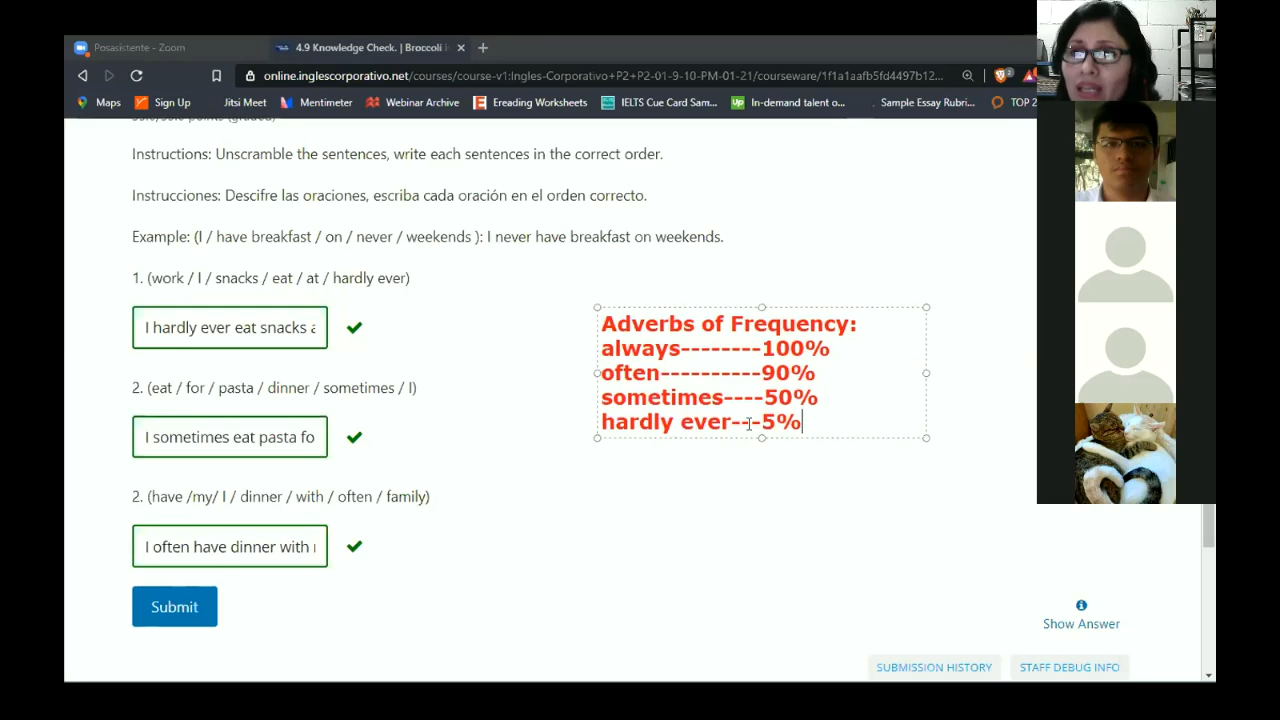 Posasistente - Zoom
4.9 Knowledge Check. | Broccoli
online.inglescorporativo.net/courses/course-v1:Ingles-Corporativo+P2+P2-01-9-10-PM-01-21/courseware/1f1a1aafb5fd4497b12...
Maps Sign Up Jitsi Meet Mentimeter Webinar Archive Ereading Worksheets IELTS Cue Card Sam... In-demand talent o... Sample Essay Rubri... TOP 2
Instructions: Unscramble the sentences, write each sentences in the correct order.
Instrucciones: Descifre las oraciones, escriba cada oración en el orden correcto.
Example: (I / have breakfast / on / never / weekends ): I never have breakfast on weekends.
1. (work / I / snacks / eat / at / hardly ever)
I hardly ever eat snacks a
2. (eat / for / pasta / dinner / sometimes / I)
I sometimes eat pasta fo
2. (have /my/ I / dinner / with / often / family)
I often have dinner with
Submit
Adverbs of Frequency:
always--------100%
often----------90%
sometimes----50%
hardly ever---5%
Show Answer
SUBMISSION HISTORY
STAFF DEBUG INFO